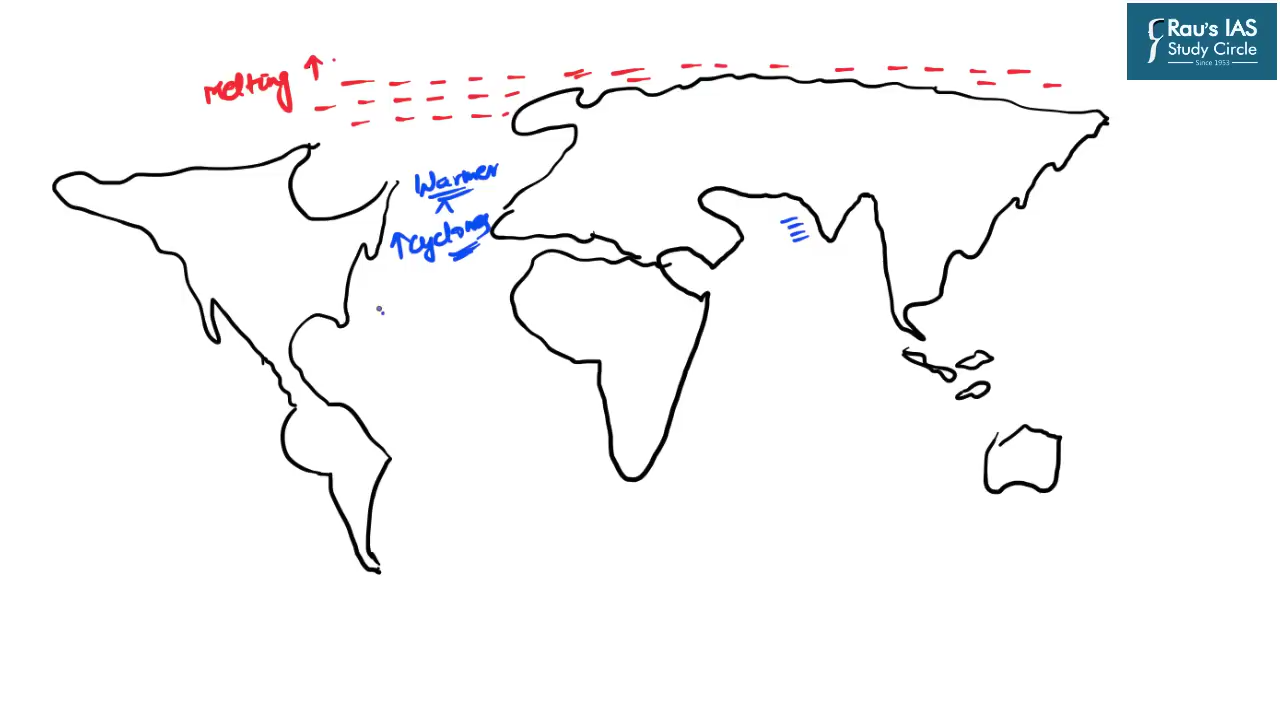 Rau's IAS
Study Circle
Since 1953
Melting ↑
Warmer
↑ Cyclones